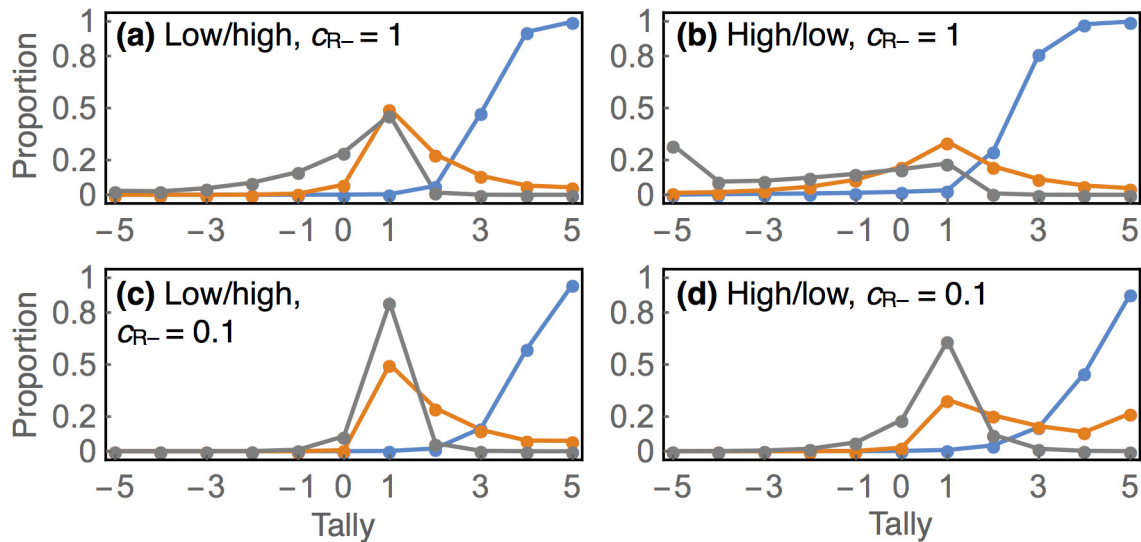 (a) Low/high, cR− = 1
Proportion
1
0.8
0.5
0.2
0
−5 −3 −1 0 1 3 5
(b) High/low, cR− = 1
1
0.8
0.5
0.2
0
−5 −3 −1 0 1 3 5
(c) Low/high,
cR− = 0.1
Proportion
1
0.8
0.5
0.2
0
−5 −3 −1 0 1 3 5
Tally
(d) High/low, cR− = 0.1
1
0.8
0.5
0.2
0
−5 −3 −1 0 1 3 5
Tally